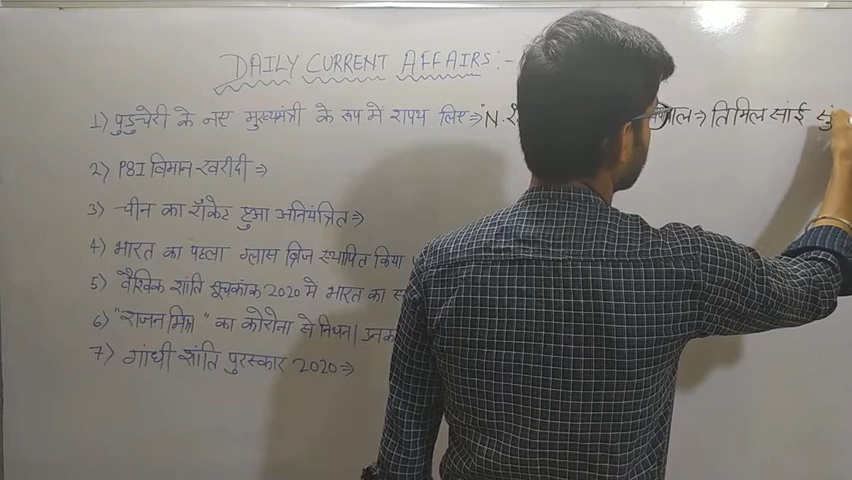 DAILY CURRENT AFFAIRS:-
1) पुडुचेरी के नए मुख्यमंत्री के रूप में शपथ लिए⇒ "N. पाल ⇒ तिमिल साई सुं
2) P8I विमान खरीदी ⇒
3) चीन का रॉकेट हुआ अनियंत्रित⇒
4) भारत का पहला ग्लास ब्रिज स्थापित किया
5) वैश्विक शांति सूचकांक 2020 में भारत का
6) "राजन मिश्रा" का कोरोना से निधन| उनक
7) गांधी शांति पुरस्कार 2020⇒